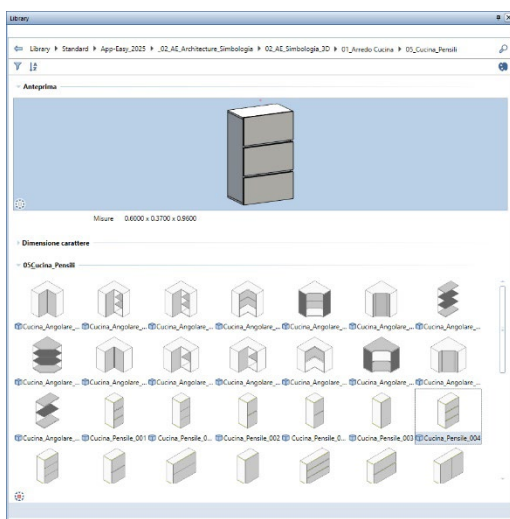 Library
Library Standard App-Easy_2025 _02_AE_Architecture_Simbologia 02_AE_Simbologia_3D 01_Arredo Cucina 05_Cucina_Pensili
Anteprima
Misure 0.6000 x 0.3700 x 0.9600
Dimensione carattere
05_Cucina_Pensili
Cucina_Angolare_... Cucina_Angolare_... Cucina_Angolare_... Cucina_Angolare_... Cucina_Angolare_... Cucina_Angolare_... Cucina_Angolare_...
Cucina_Angolare_... Cucina_Angolare_... Cucina_Angolare_... Cucina_Angolare_... Cucina_Angolare_... Cucina_Angolare_... Cucina_Angolare_...
Cucina_Angolare_... Cucina_Pensile_001 Cucina_Pensile_0... Cucina_Pensile_002 Cucina_Pensile_0... Cucina_Pensile_003 Cucina_Pensile_004